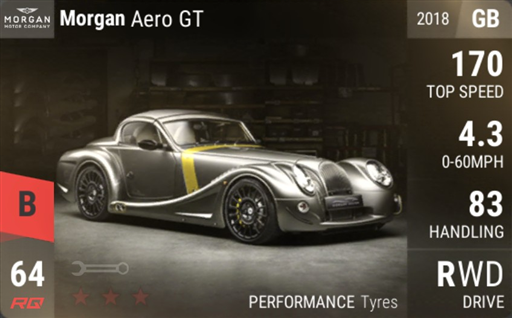 MORGAN
MOTOR COMPANY
Morgan Aero GT
2018 GB
170
TOP SPEED
4.3
0-60MPH
83
HANDLING
RWD
DRIVE
B
64
RQ
PERFORMANCE Tyres